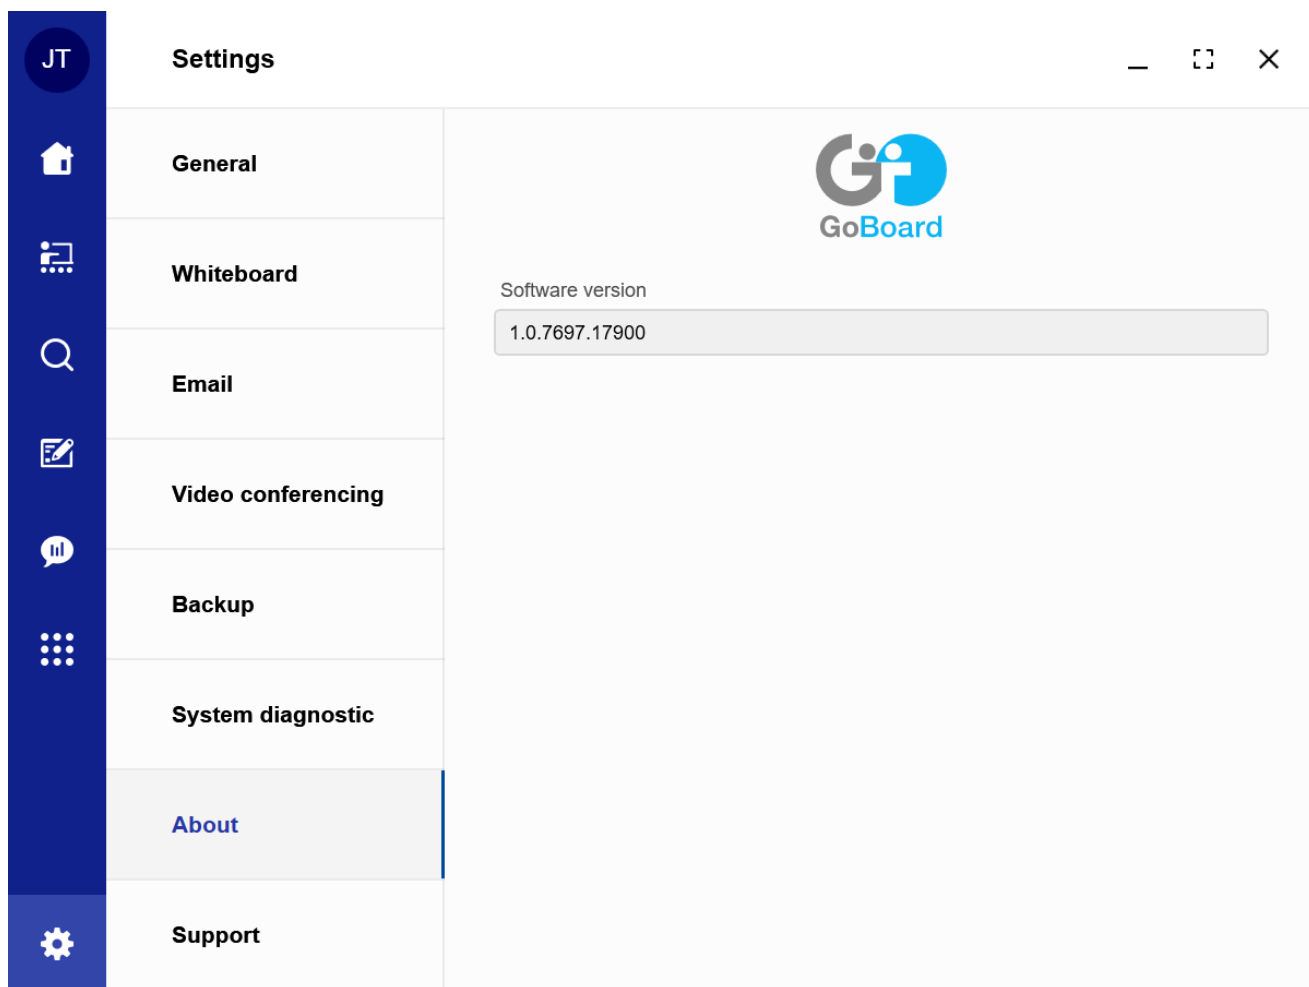 JT
Settings
General
Whiteboard
Email
Video conferencing
Backup
System diagnostic
About
Support
GoBoard
Software version
1.0.7697.17900